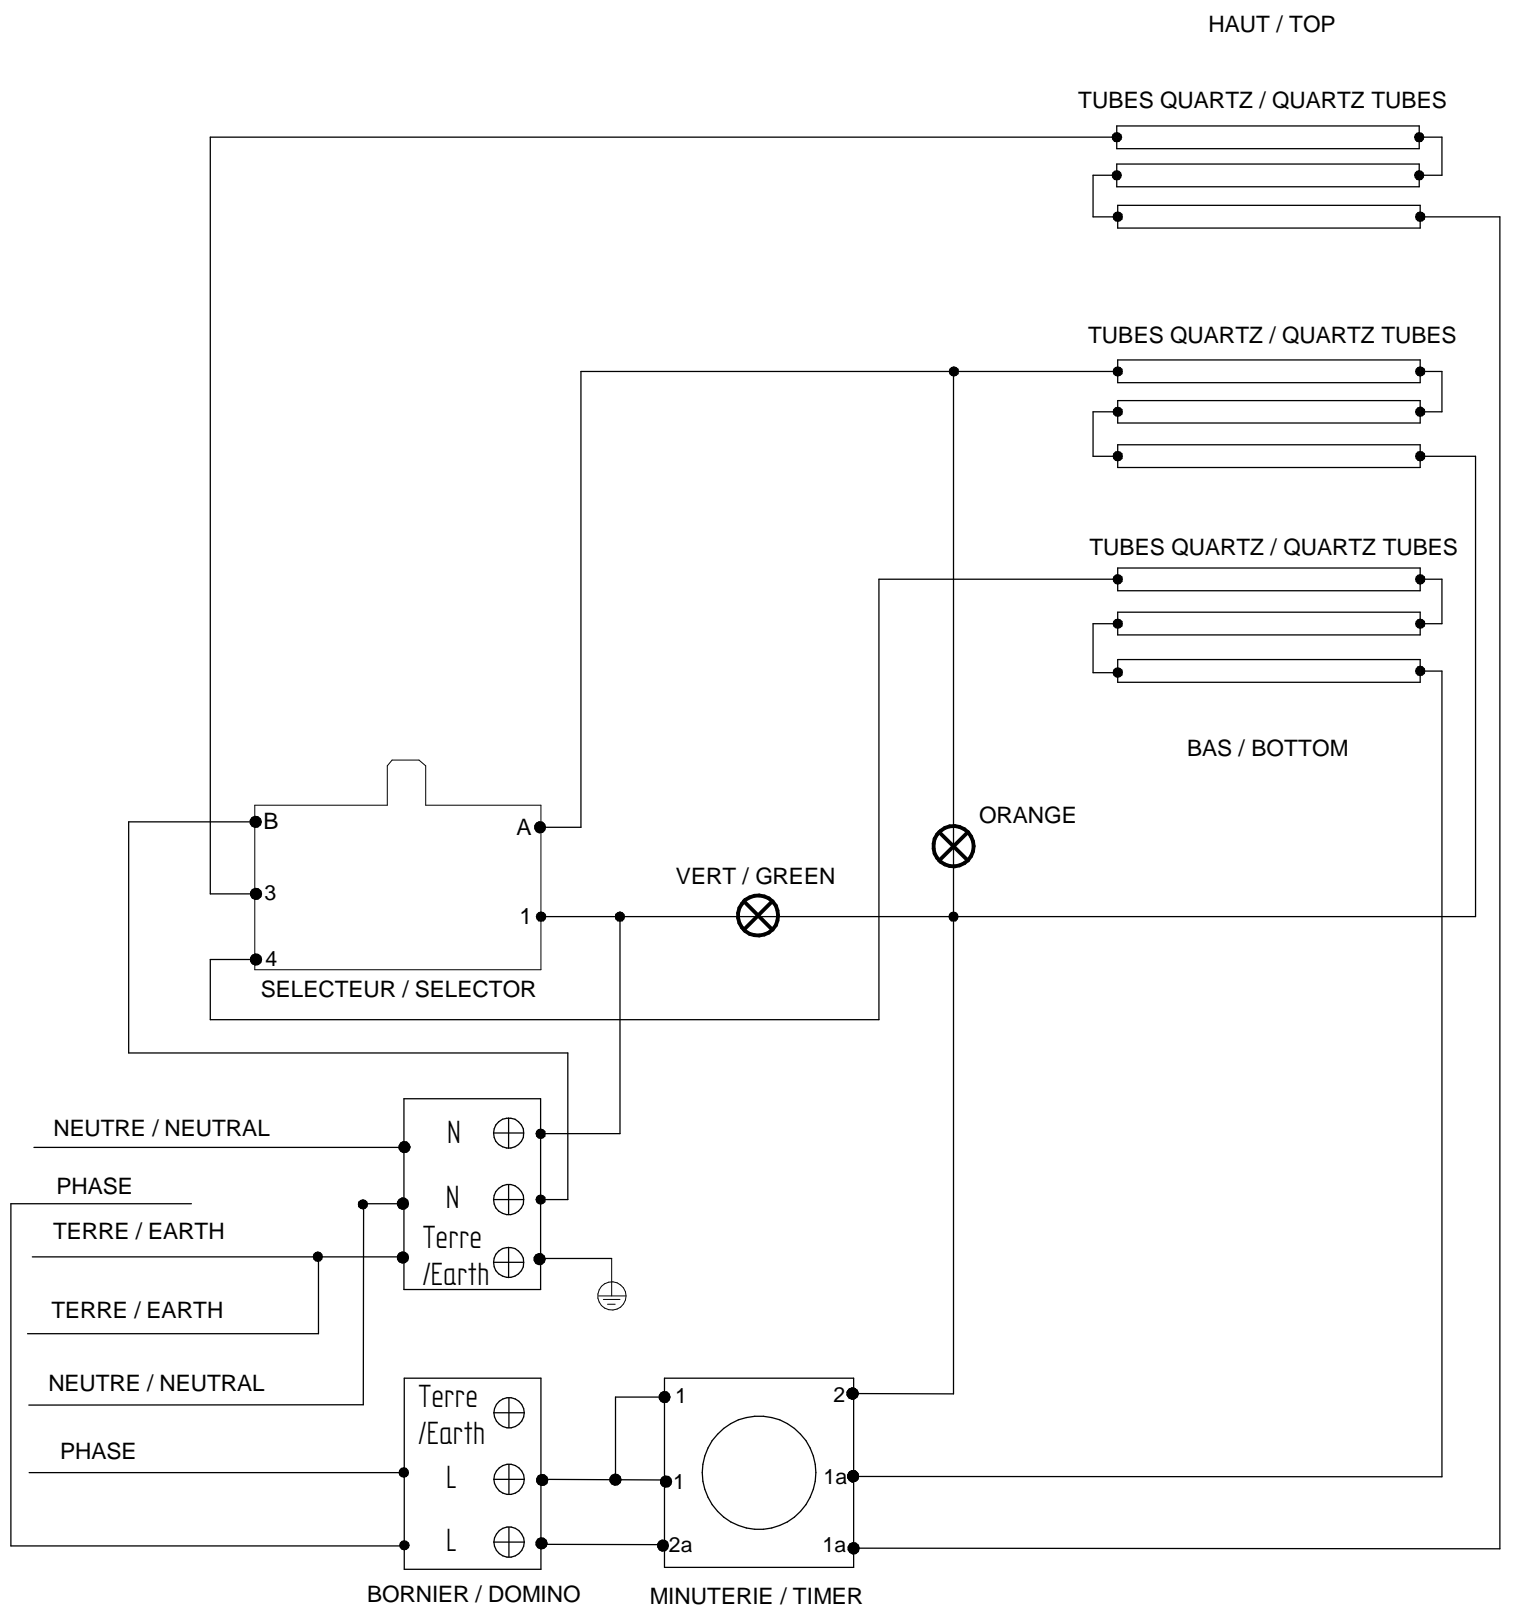 HAUT / TOP
TUBES QUARTZ / QUARTZ TUBES
TUBES QUARTZ / QUARTZ TUBES
TUBES QUARTZ / QUARTZ TUBES
BAS / BOTTOM
ORANGE
B
A
VERT / GREEN
3
1
4
SELECTEUR / SELECTOR
NEUTRE / NEUTRAL
N
PHASE
N
TERRE / EARTH
Terre
/Earth
TERRE / EARTH
NEUTRE / NEUTRAL
Terre
/Earth
1
2
PHASE
L
1
1a
L
2a
1a
BORNIER / DOMINO
MINUTERIE / TIMER